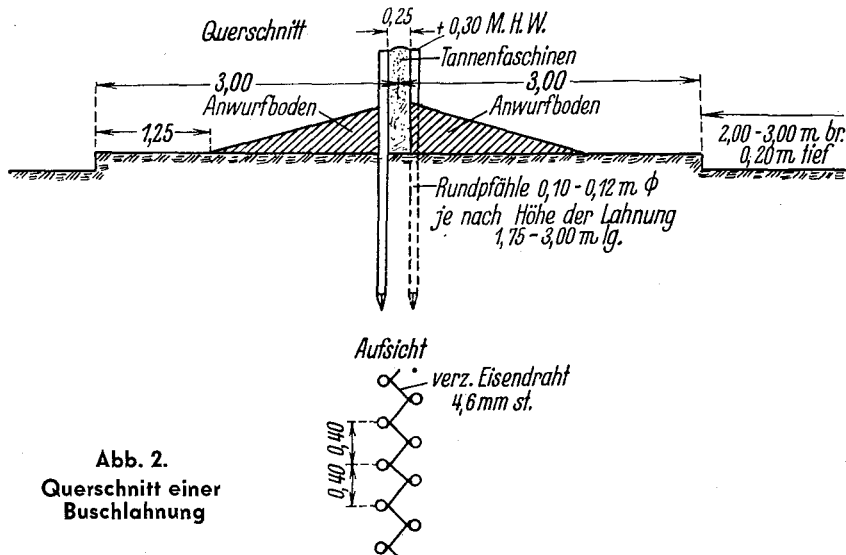 Querschnitt
0,25
+ 0,30 M. H. W.
Tannenfaschinen
3,00
3,00
Anwurfboden
Anwurfboden
1,25
2,00 - 3,00 m br.
0,20 m tief
Rundpfähle 0,10 - 0,12 m ϕ
je nach Höhe der Lahnung
1,75 - 3,00 m lg.
Aufsicht
verz. Eisendraht
4,6 mm st.
0,40
0,40
Abb. 2.
Querschnitt einer
Buschlahnung